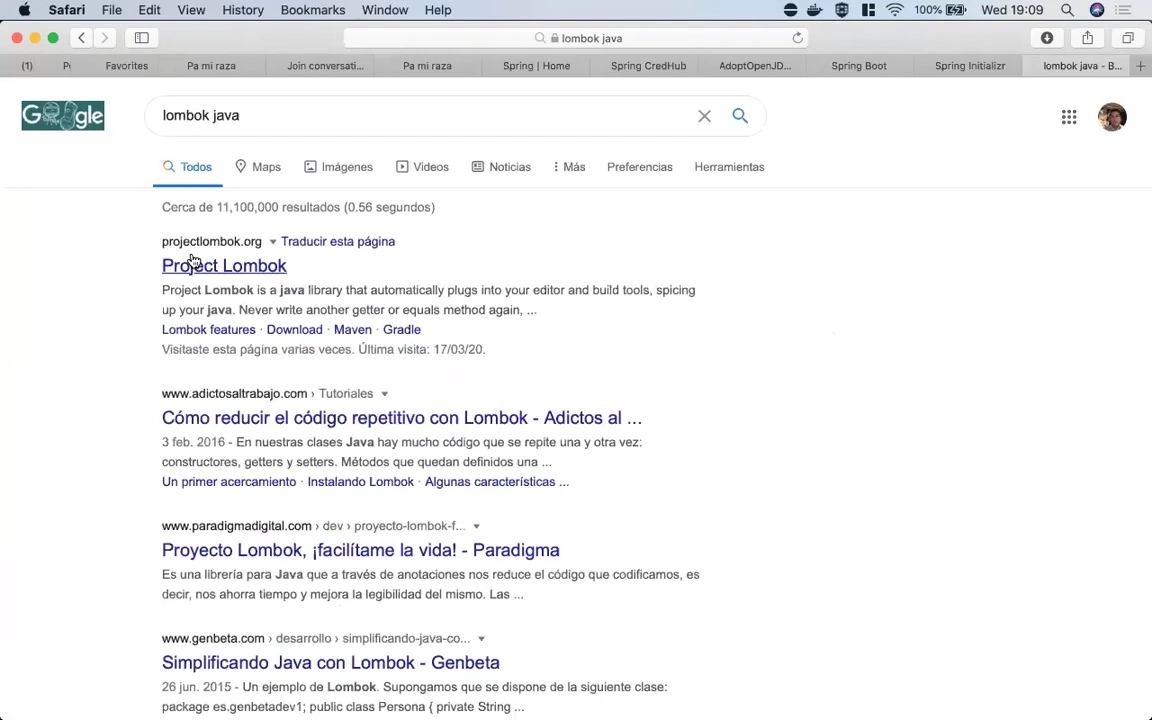 Safari File Edit View History Bookmarks Window Help 100% Wed 19:09
lombok java
(1) Favorites Pa mi raza Join conversati... Pa mi raza Spring | Home Spring CredHub AdoptOpenJD... Spring Boot Spring Initializr lombok java - B...
Google
lombok java
Todos Maps Imágenes Videos Noticias Más Preferencias Herramientas
Cerca de 11,100,000 resultados (0.56 segundos)
projectlombok.org Traducir esta página
Project Lombok
Project Lombok is a java library that automatically plugs into your editor and build tools, spicing
up your java. Never write another getter or equals method again, ...
Lombok features · Download · Maven · Gradle
Visitaste esta página varias veces. Última visita: 17/03/20.
www.adictosaltrabajo.com › Tutoriales
Cómo reducir el código repetitivo con Lombok - Adictos al ...
3 feb. 2016 - En nuestras clases Java hay mucho código que se repite una y otra vez:
constructores, getters y setters. Métodos que quedan definidos una ...
Un primer acercamiento · Instalando Lombok · Algunas características ...
www.paradigmadigital.com › dev › proyecto-lombok-f...
Proyecto Lombok, ¡facilítame la vida! - Paradigma
Es una librería para Java que a través de anotaciones nos reduce el código que codificamos, es
decir, nos ahorra tiempo y mejora la legibilidad del mismo. Las ...
www.genbeta.com › desarrollo › simplificando-java-co...
Simplificando Java con Lombok - Genbeta
26 jun. 2015 - Un ejemplo de Lombok. Supongamos que se dispone de la siguiente clase:
package es.genbetadev1; public class Persona { private String ...